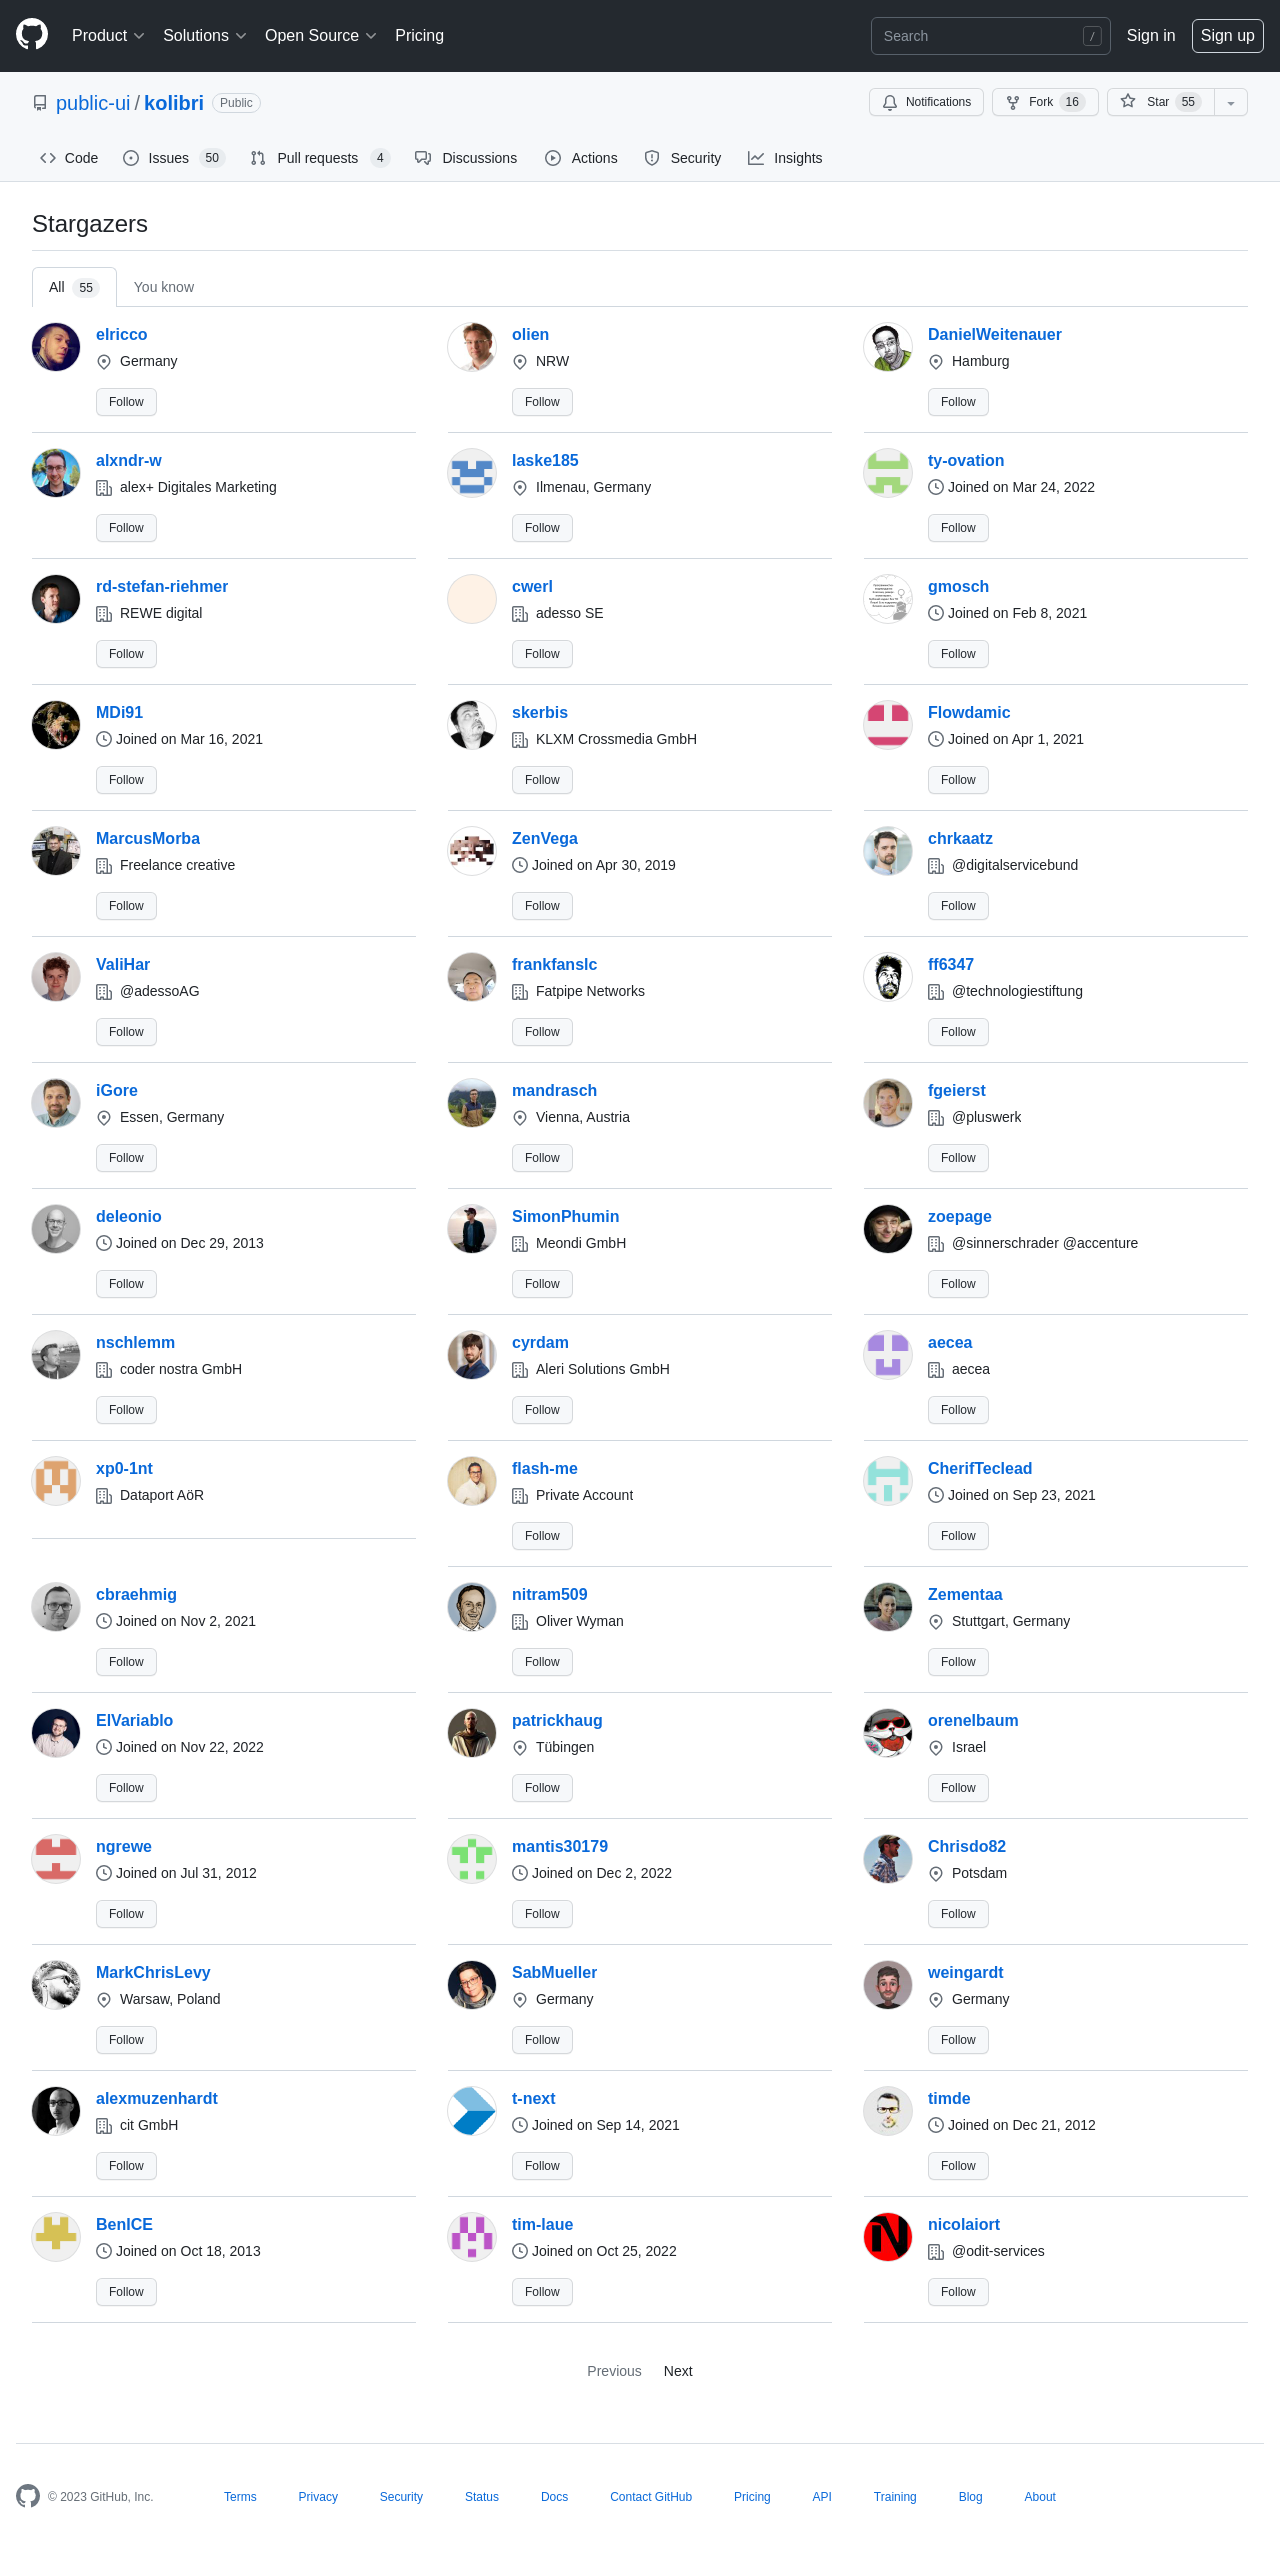 Product Solutions Open Source Pricing Search / Sign in Sign up
public-ui / kolibri Public Notifications Fork 16 Star 55
Code Issues 50 Pull requests 4 Discussions Actions Security Insights
Stargazers
All 55 You know
elricco olien DanielWeitenauer
Germany NRW Hamburg
Follow Follow Follow
alxndr-w laske185 ty-ovation
alex+ Digitales Marketing Ilmenau, Germany Joined on Mar 24, 2022
Follow Follow Follow
rd-stefan-riehmer cwerl gmosch
REWE digital adesso SE Joined on Feb 8, 2021
Follow Follow Follow
MDi91 skerbis Flowdamic
Joined on Mar 16, 2021 KLXM Crossmedia GmbH Joined on Apr 1, 2021
Follow Follow Follow
MarcusMorba ZenVega chrkaatz
Freelance creative Joined on Apr 30, 2019 @digitalservicebund
Follow Follow Follow
ValiHar frankfanslc ff6347
@adessoAG Fatpipe Networks @technologiestiftung
Follow Follow Follow
iGore mandrasch fgeierst
Essen, Germany Vienna, Austria @pluswerk
Follow Follow Follow
deleonio SimonPhumin zoepage
Joined on Dec 29, 2013 Meondi GmbH @sinnerschrader @accenture
Follow Follow Follow
nschlemm cyrdam aecea
coder nostra GmbH Aleri Solutions GmbH aecea
Follow Follow Follow
xp0-1nt flash-me CherifTeclead
Dataport AöR Private Account Joined on Sep 23, 2021
Follow Follow
cbraehmig nitram509 Zementaa
Joined on Nov 2, 2021 Oliver Wyman Stuttgart, Germany
Follow Follow Follow
ElVariablo patrickhaug orenelbaum
Joined on Nov 22, 2022 Tübingen Israel
Follow Follow Follow
ngrewe mantis30179 Chrisdo82
Joined on Jul 31, 2012 Joined on Dec 2, 2022 Potsdam
Follow Follow Follow
MarkChrisLevy SabMueller weingardt
Warsaw, Poland Germany Germany
Follow Follow Follow
alexmuzenhardt t-next timde
cit GmbH Joined on Sep 14, 2021 Joined on Dec 21, 2012
Follow Follow Follow
BenICE tim-laue nicolaiort
Joined on Oct 18, 2013 Joined on Oct 25, 2022 @odit-services
Follow Follow Follow
Previous Next
© 2023 GitHub, Inc. Terms Privacy Security Status Docs Contact GitHub Pricing API Training Blog About